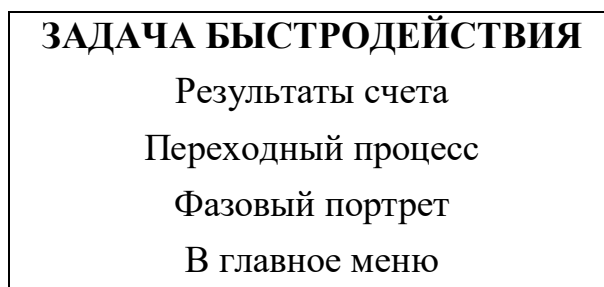 ЗАДАЧА БЫСТРОДЕЙСТВИЯ
Результаты счета
Переходный процесс
Фазовый портрет
В главное меню